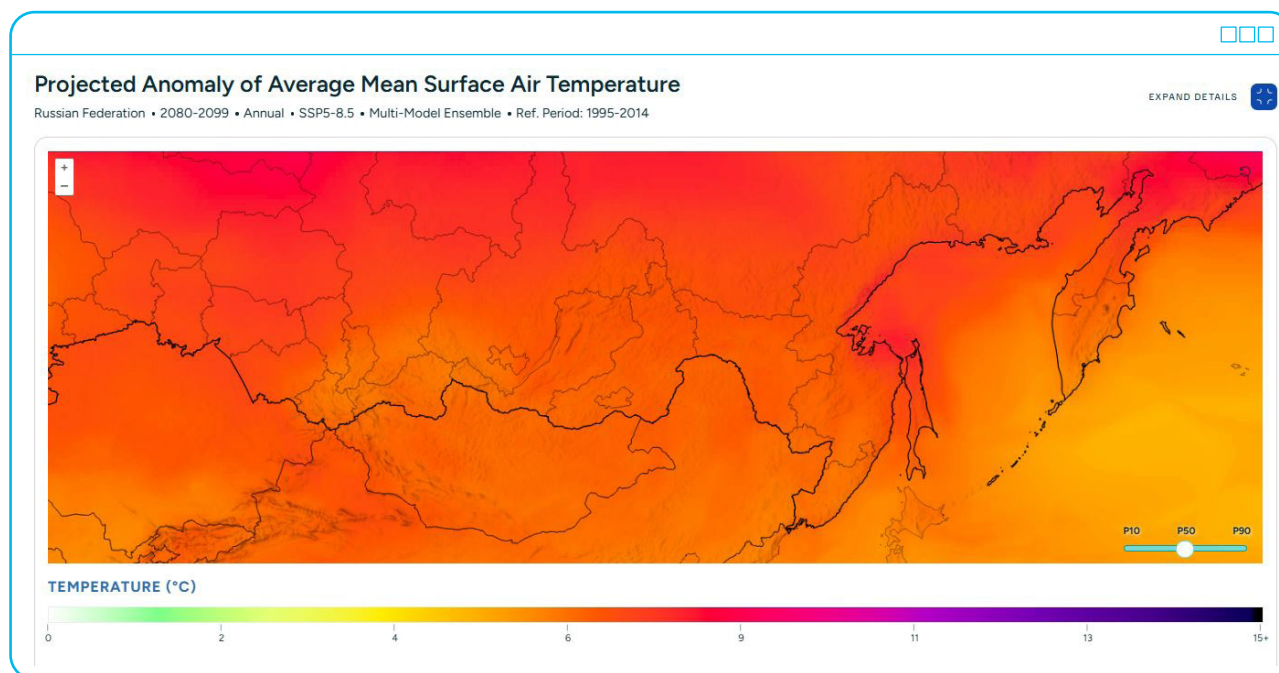 Projected Anomaly of Average Mean Surface Air Temperature
EXPAND DETAILS
Russian Federation • 2080-2099 • Annual • SSP5-8.5 • Multi-Model Ensemble • Ref. Period: 1995-2014
+
−
P10 P50 P90
TEMPERATURE (°C)
0 2 4 6 9 11 13 15+